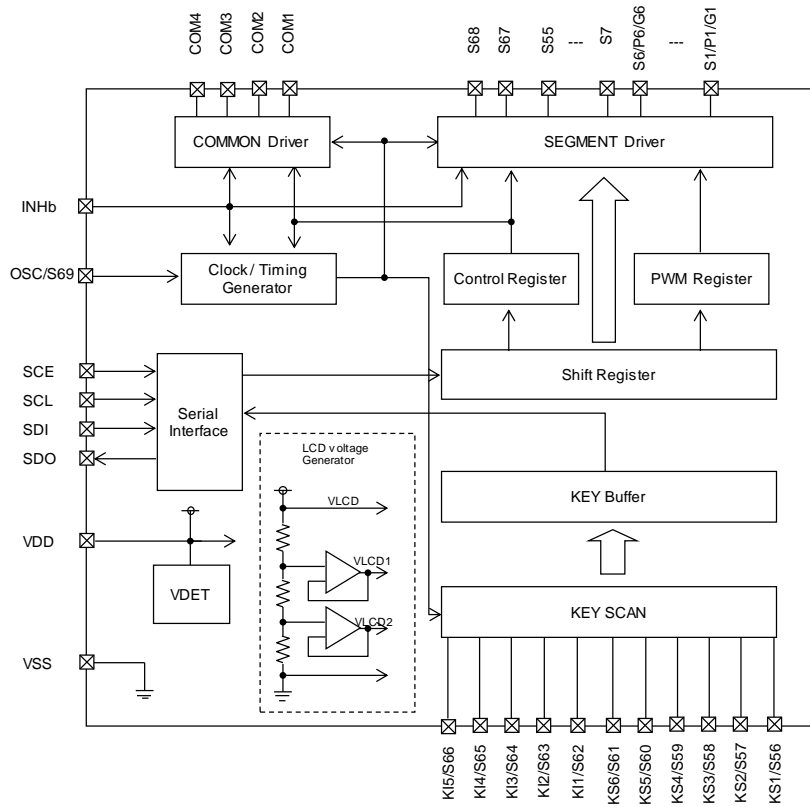 COM4
COM3
COM2
COM1
S68
S67
S55
---
S7
S6/P6/G6
---
S1/P1/G1
COMMON Driver
SEGMENT Driver
INHb
OSC/S69
Clock / Timing
Generator
Control Register
PWM Register
SCE
SCL
SDI
SDO
Serial
Interface
Shift Register
LCD voltage
Generator
VLCD
VLCD1
VLCD2
KEY Buffer
VDD
VDET
KEY SCAN
VSS
KI5/S66
KI4/S65
KI3/S64
KI2/S63
KI1/S62
KS6/S61
KS5/S60
KS4/S59
KS3/S58
KS2/S57
KS1/S56